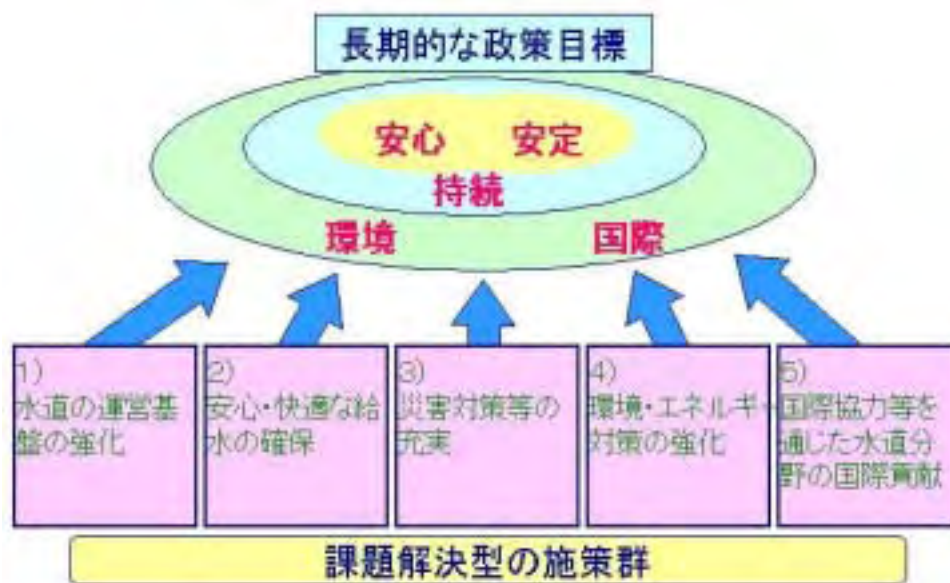 長期的な政策目標
安心 安定
持続
環境 国際
1)
水道の運営基
盤の強化
2)
安心・快適な給
水の確保
3)
災害対策等の
充実
4)
環境・エネルギー
対策の強化
5)
国際協力等を
通じた水道分
野の国際貢献
課題解決型の施策群